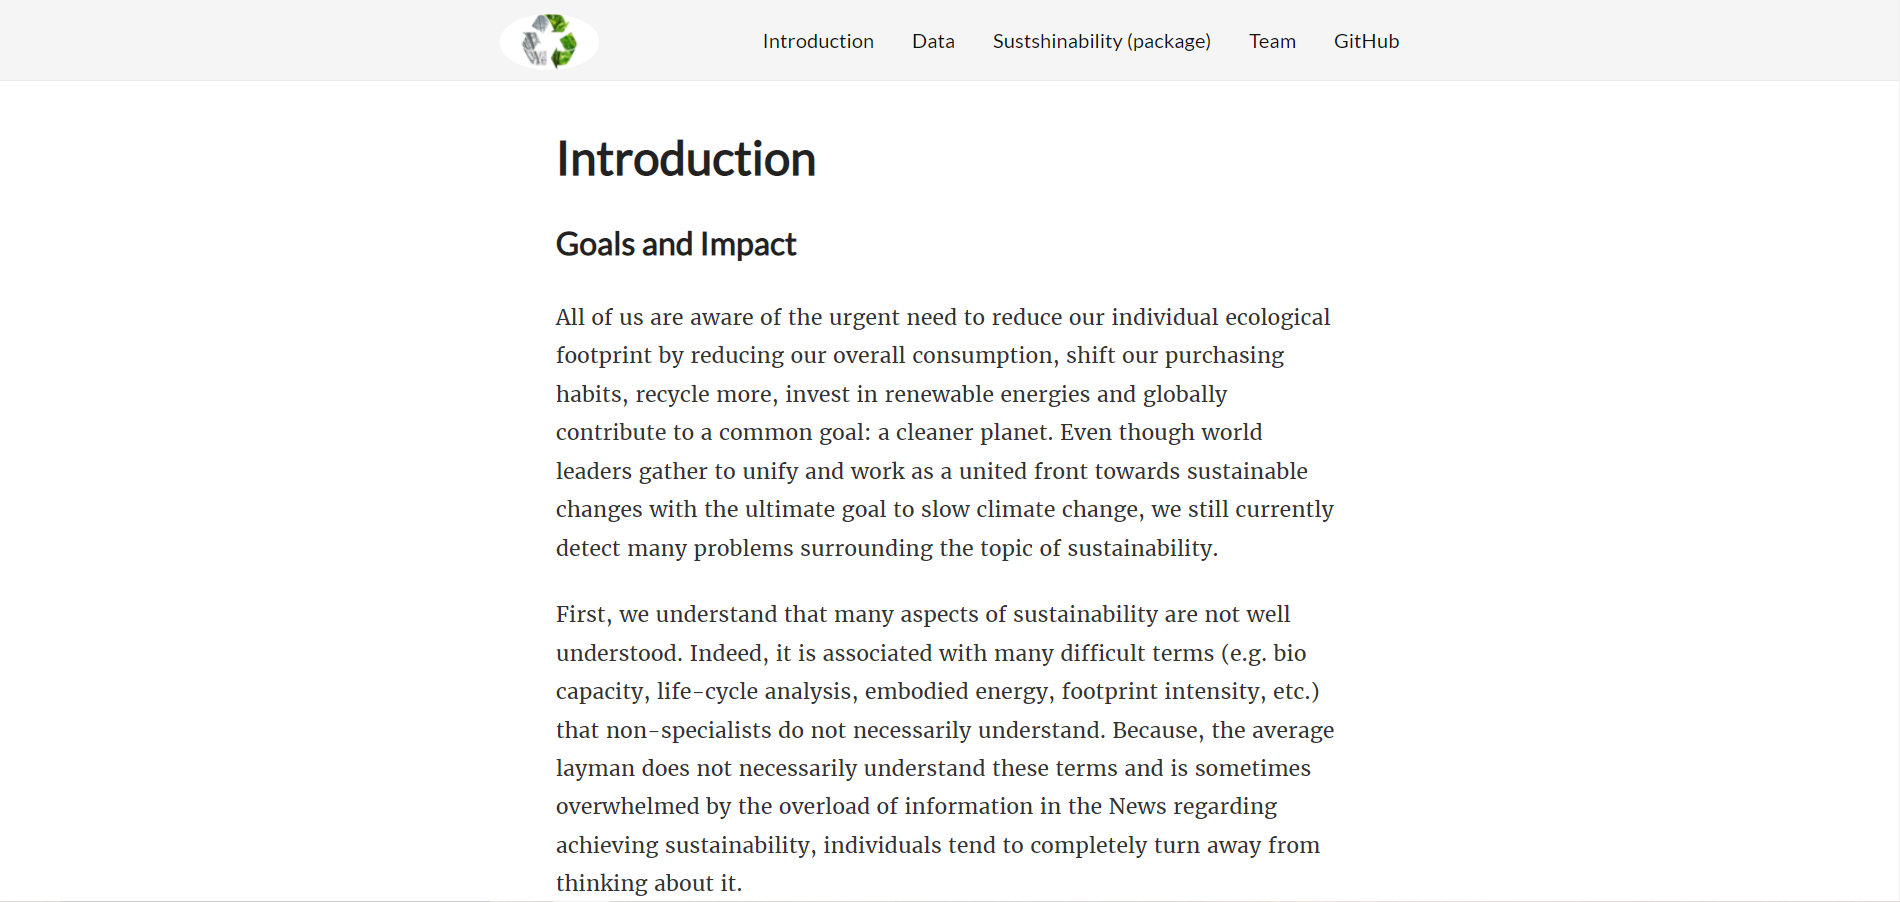 Introduction Data Sustshinability (package) Team GitHub
Introduction
Goals and Impact
All of us are aware of the urgent need to reduce our individual ecological
footprint by reducing our overall consumption, shift our purchasing
habits, recycle more, invest in renewable energies and globally
contribute to a common goal: a cleaner planet. Even though world
leaders gather to unify and work as a united front towards sustainable
changes with the ultimate goal to slow climate change, we still currently
detect many problems surrounding the topic of sustainability.
First, we understand that many aspects of sustainability are not well
understood. Indeed, it is associated with many difficult terms (e.g. bio
capacity, life-cycle analysis, embodied energy, footprint intensity, etc.)
that non-specialists do not necessarily understand. Because, the average
layman does not necessarily understand these terms and is sometimes
overwhelmed by the overload of information in the News regarding
achieving sustainability, individuals tend to completely turn away from
thinking about it.